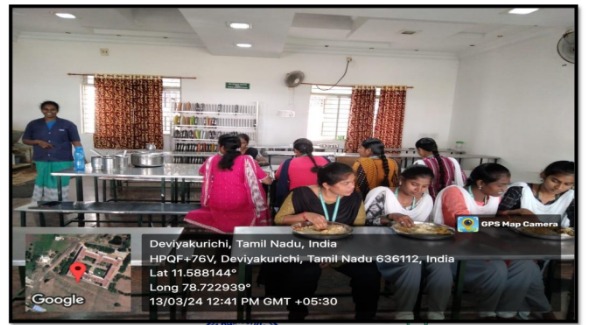 GPS Map Camera
Deviyakurichi, Tamil Nadu, India
HPQF+76V, Deviyakurichi, Tamil Nadu 636112, India
Lat 11.588144°
Long 78.722939°
13/03/24 12:41 PM GMT +05:30
Google